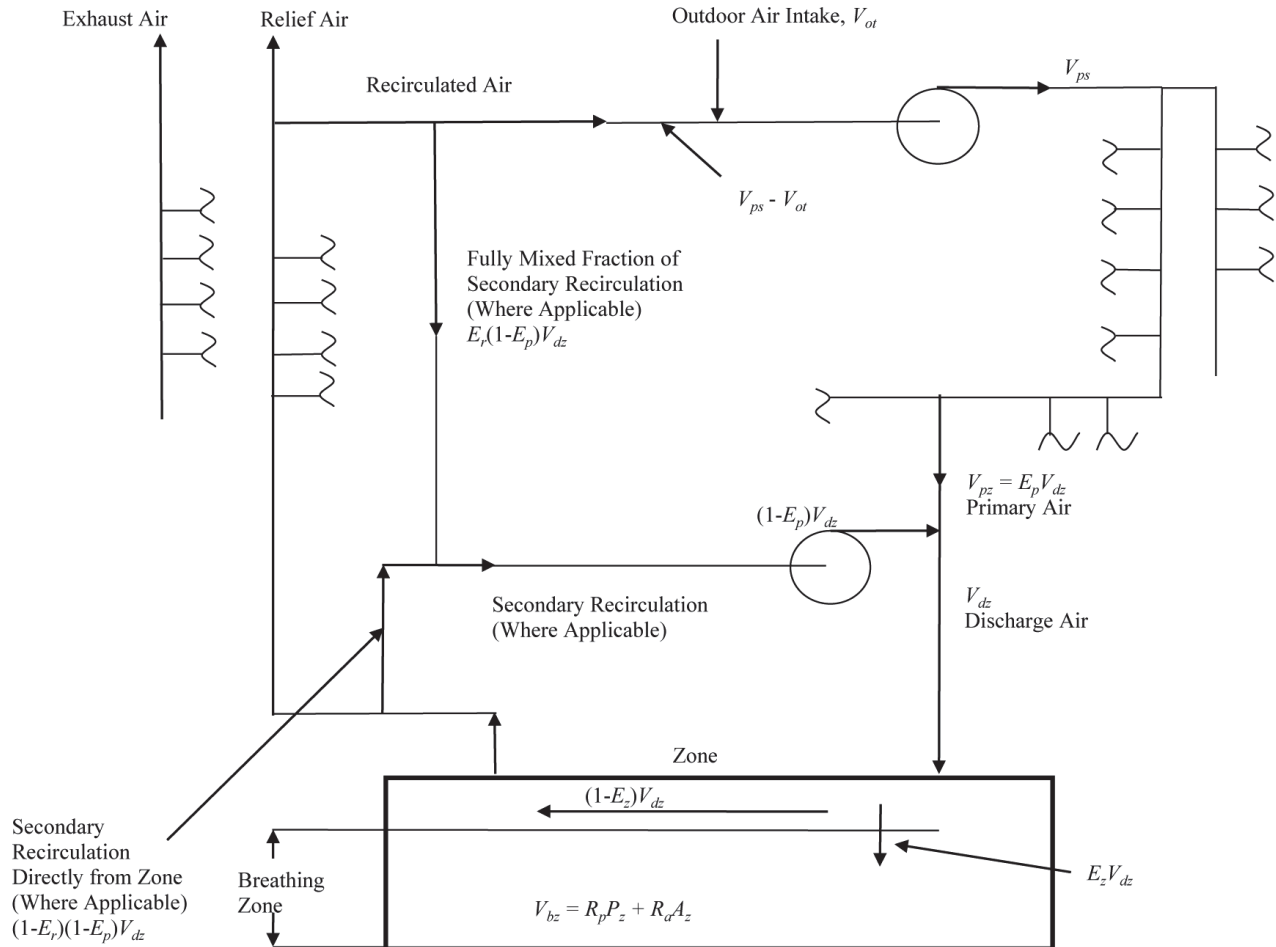 Exhaust Air
Relief Air
Outdoor Air Intake, V_ot
Recirculated Air
V_ps
V_ps - V_ot
Fully Mixed Fraction of
Secondary Recirculation
(Where Applicable)
E_r(1-E_p)V_dz
V_pz = E_pV_dz
Primary Air
(1-E_p)V_dz
Secondary Recirculation
(Where Applicable)
V_dz
Discharge Air
Zone
(1-E_z)V_dz
Secondary
Recirculation
Directly from Zone
(Where Applicable)
(1-E_r)(1-E_p)V_dz
Breathing
Zone
E_zV_dz
V_bz = R_pP_z + R_aA_z